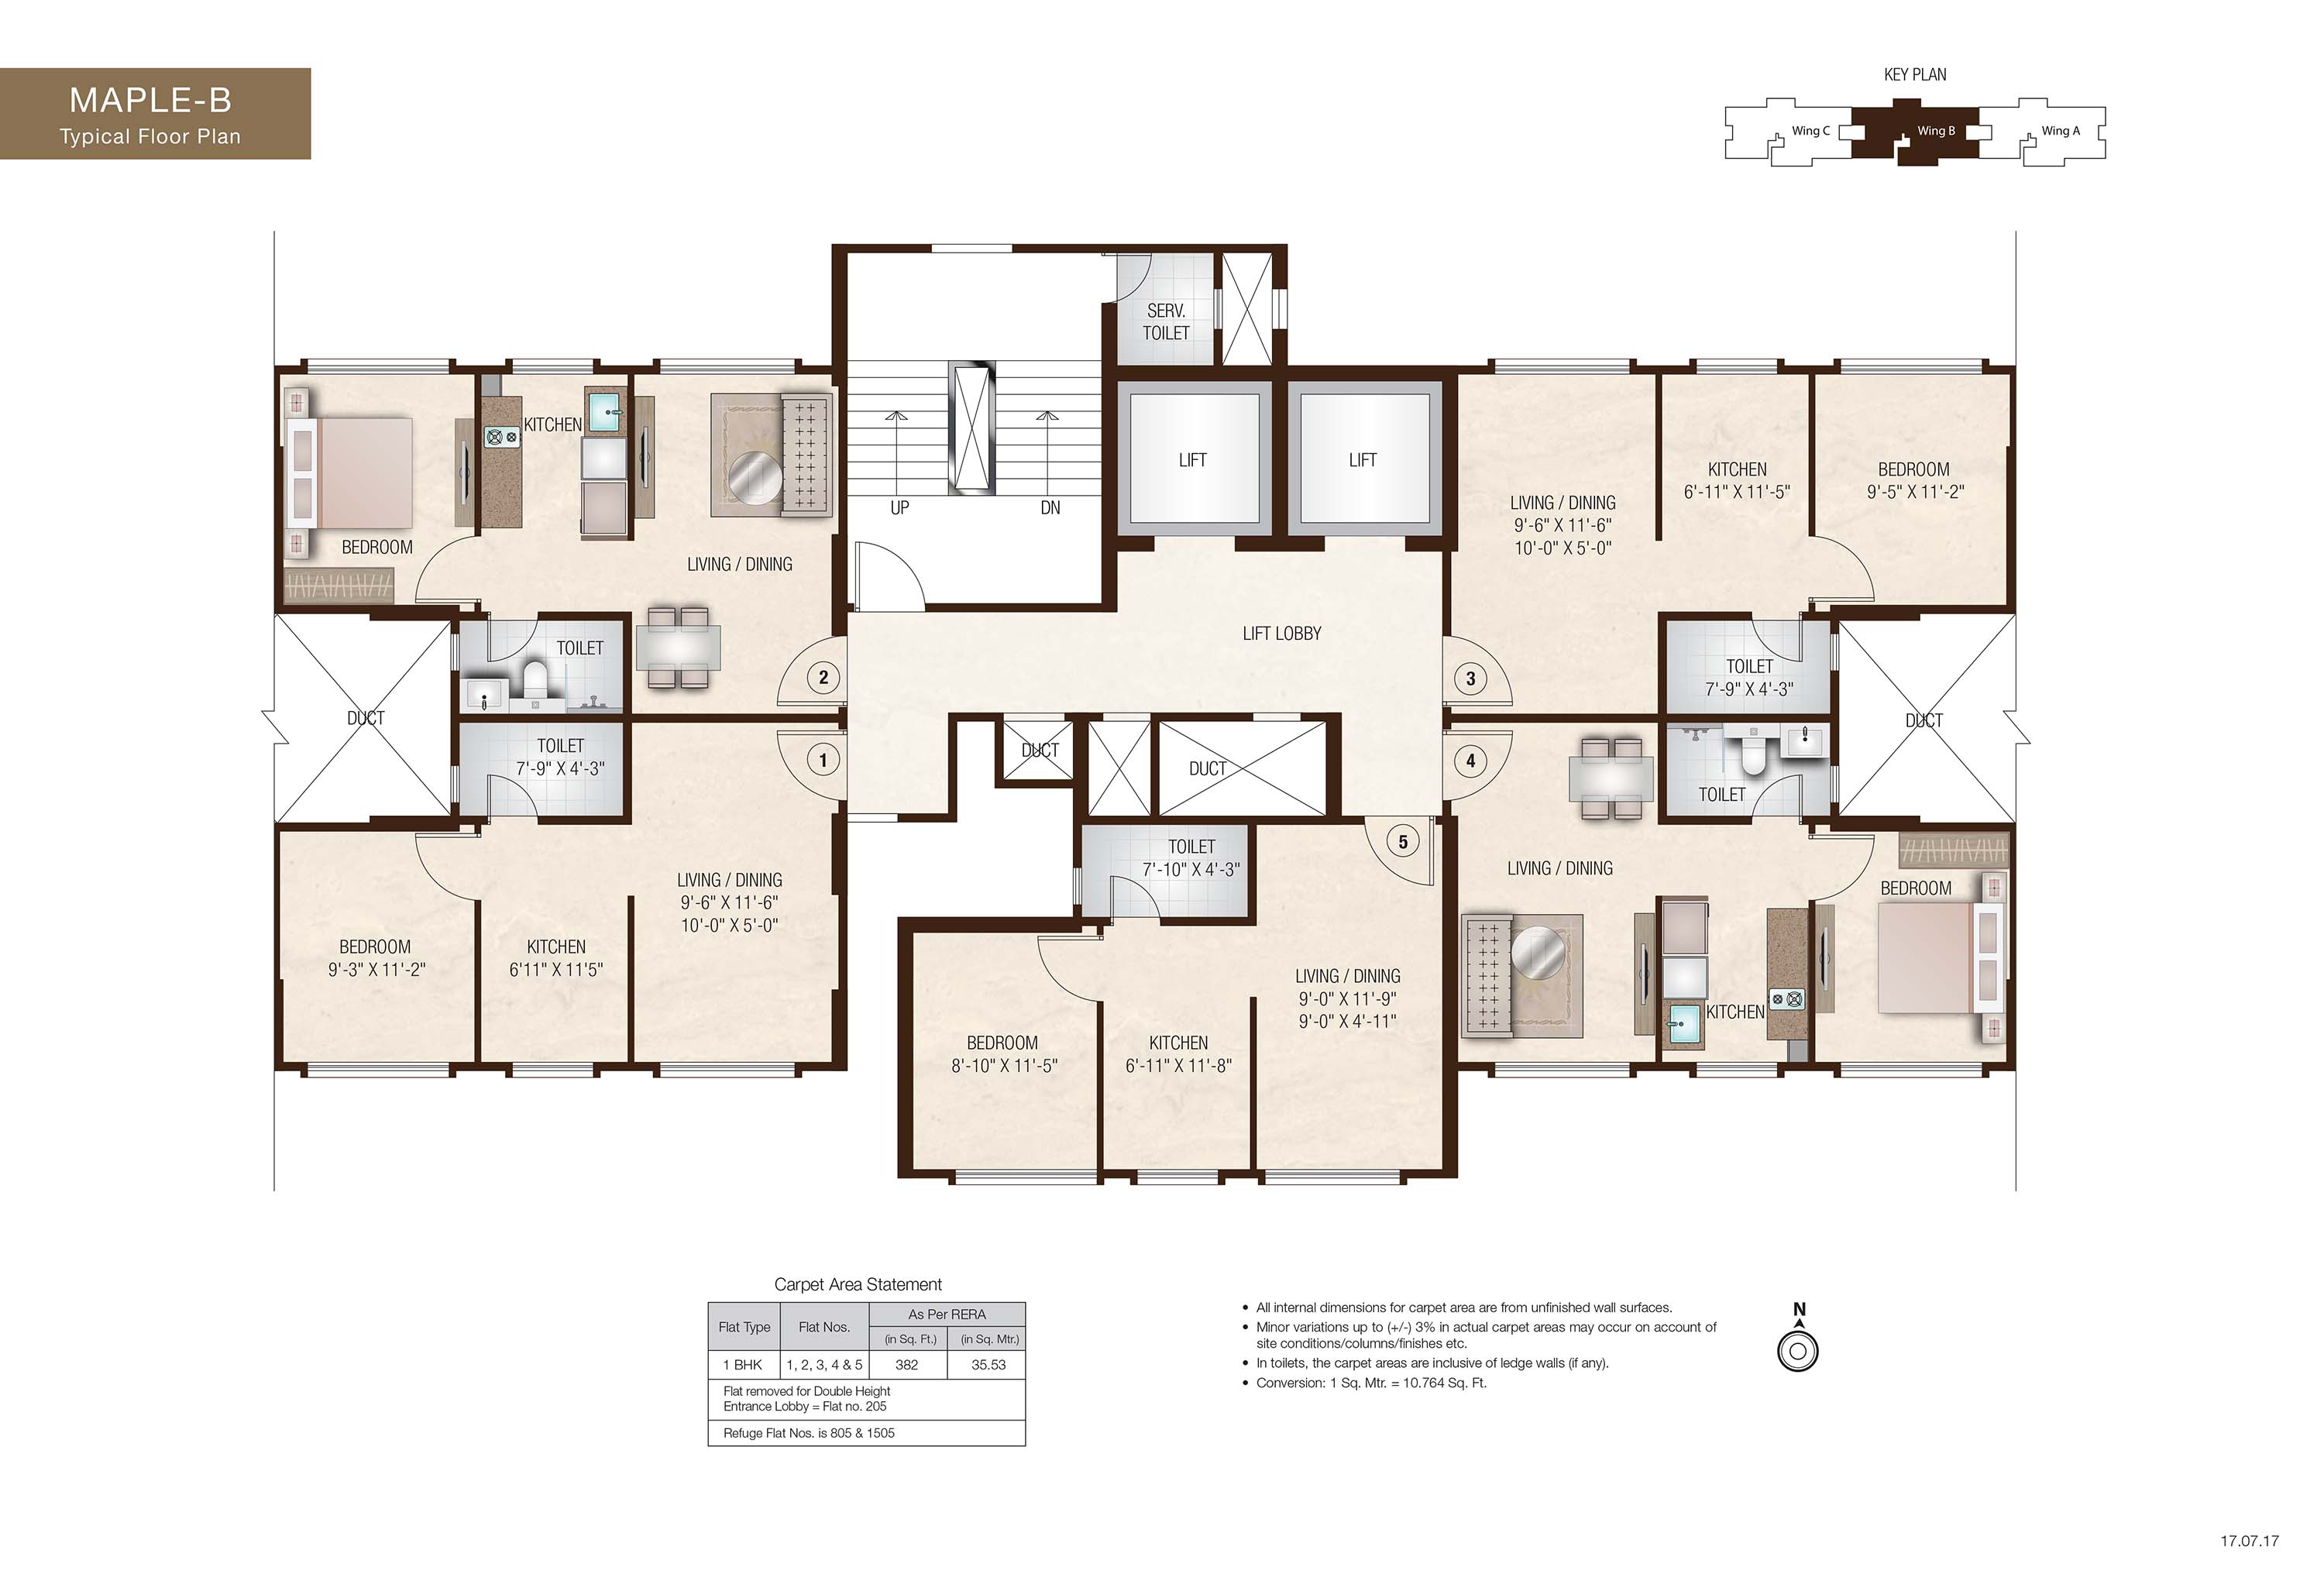 MAPLE-B
Typical Floor Plan
KEY PLAN
Wing C
Wing B
Wing A
SERV.
TOILET
LIFT
LIFT
UP
DN
LIFT LOBBY
KITCHEN
BEDROOM
LIVING / DINING
TOILET
2
DUCT
TOILET
7'-9" X 4'-3"
1
LIVING / DINING
9'-6" X 11'-6"
10'-0" X 5'-0"
BEDROOM
9'-3" X 11'-2"
KITCHEN
6'11" X 11'5"
LIVING / DINING
9'-6" X 11'-6"
10'-0" X 5'-0"
KITCHEN
6'-11" X 11'-5"
BEDROOM
9'-5" X 11'-2"
3
TOILET
7'-9" X 4'-3"
DUCT
DUCT
DUCT
4
TOILET
LIVING / DINING
BEDROOM
KITCHEN
5
TOILET
7'-10" X 4'-3"
LIVING / DINING
9'-0" X 11'-9"
9'-0" X 4'-11"
BEDROOM
8'-10" X 11'-5"
KITCHEN
6'-11" X 11'-8"
Carpet Area Statement
Flat Type
Flat Nos.
As Per RERA
(in Sq. Ft.)
(in Sq. Mtr.)
1 BHK
1, 2, 3, 4 & 5
382
35.53
Flat removed for Double Height
Entrance Lobby = Flat no. 205
Refuge Flat Nos. is 805 & 1505
• All internal dimensions for carpet area are from unfinished wall surfaces.
• Minor variations up to (+/-) 3% in actual carpet areas may occur on account of
site conditions/columns/finishes etc.
• In toilets, the carpet areas are inclusive of ledge walls (if any).
• Conversion: 1 Sq. Mtr. = 10.764 Sq. Ft.
N
17.07.17